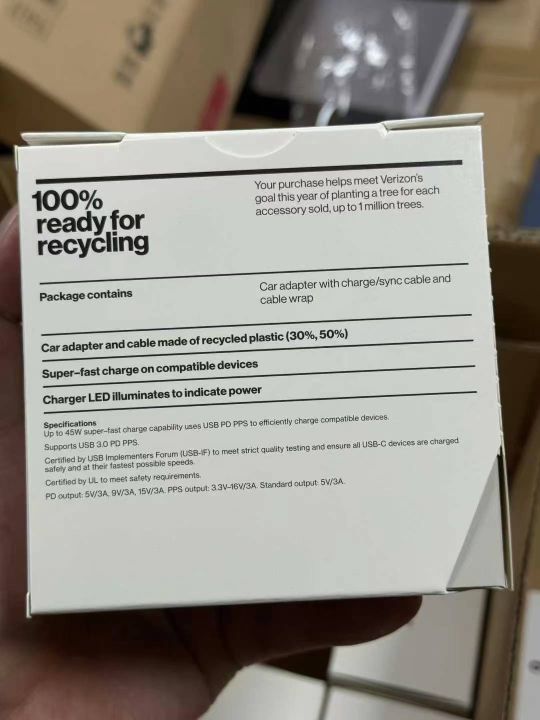 100%
ready for
recycling
Your purchase helps meet Verizon's
goal this year of planting a tree for each
accessory sold, up to 1 million trees.
Package contains
Car adapter with charge/sync cable and
cable wrap
Car adapter and cable made of recycled plastic (30%, 50%)
Super-fast charge on compatible devices
Charger LED illuminates to indicate power
Specifications
Up to 45W super-fast charge capability uses USB PD PPS to efficiently charge compatible devices.
Supports USB 3.0 PD PPS.
Certified by USB Implementers Forum (USB-IF) to meet strict quality testing and ensure all USB-C devices are charged
safely and at their fastest possible speeds.
Certified by UL to meet safety requirements.
PD output: 5V/3A, 9V/3A, 15V/3A. PPS output: 3.3V-16V/3A. Standard output: 5V/3A.